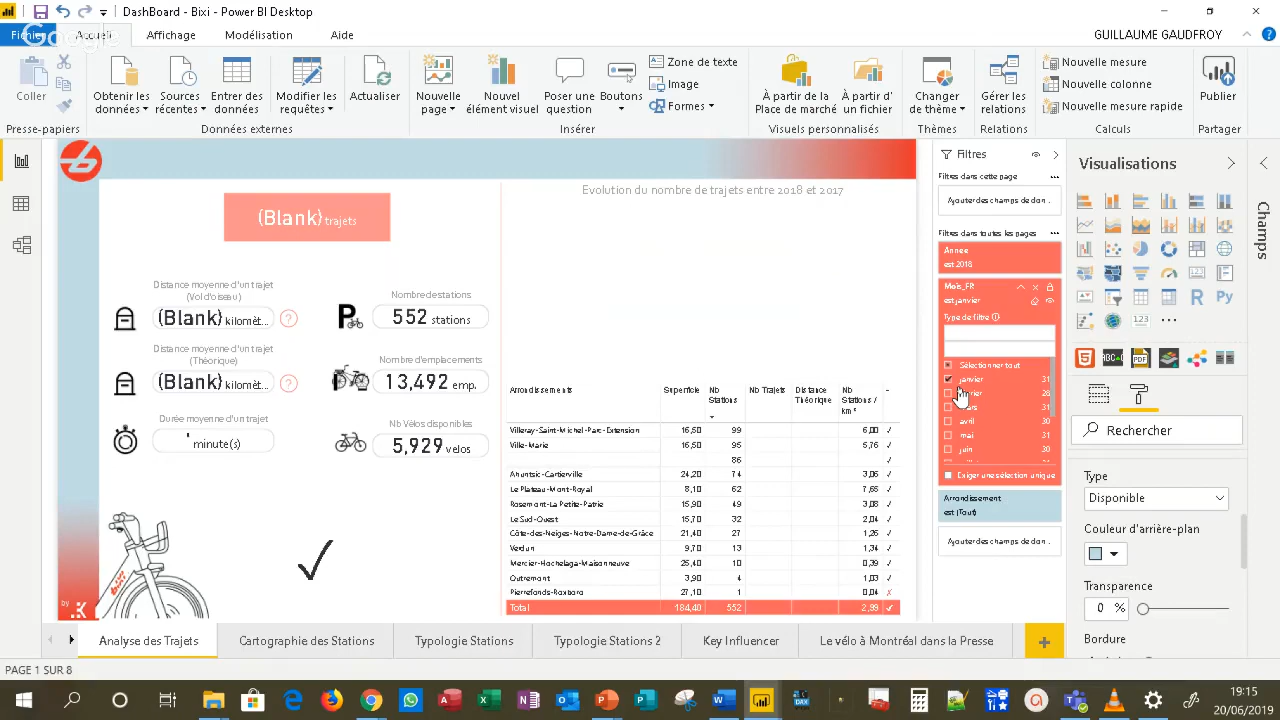 DashBoard - Bixi - Power BI Desktop
Google
Fichier
Accueil
Affichage
Modélisation
Aide
GUILLAUME GAUDFROY
Coller
Obtenir les données
Sources récentes
Entrer des données
Modifier les requêtes
Actualiser
Nouvelle page
Nouvel élément visuel
Poser une question
Boutons
Zone de texte
Image
Formes
À partir de la Place de marché
À partir d' un fichier
Changer de thème
Gérer les relations
Nouvelle mesure
Nouvelle colonne
Nouvelle mesure rapide
Publier
Presse-papiers
Données externes
Insérer
Visuels personnalisés
Thèmes
Relations
Calculs
Partager
(Blank) trajets
Distance moyenne d'un trajet
(Vol d'oiseau)
(Blank) kilomèt...
?
Distance moyenne d'un trajet
(Théorique)
(Blank) kilomèt...
?
Durée moyenne d'un trajet
minute(s)
Nombre de stations
P
552 stations
Nombre d'emplacements
13,492 emp.
Nb Vélos disponibles
5,929 velos
bixi
by K
Evolution du nombre de trajets entre 2018 et 2017
Arrondissements Superficie Nb Stations Nb Trajets Distance Théorique Nb Stations / km² -
Villeray-Saint-Michel-Parc-Extension 16,50 99 6,00 ✓
Ville-Marie 16,50 95 5,76 ✓
86 ✓
Ahuntsic-Cartierville 24,20 74 3,06 ✓
Le Plateau-Mont-Royal 8,10 62 7,65 ✓
Rosemont-La Petite-Patrie 15,90 49 3,08 ✓
Le Sud-Ouest 15,70 32 2,04 ✓
Côte-des-Neiges-Notre-Dame-de-Grâce 21,40 27 1,26 ✓
Verdun 9,70 13 1,34 ✓
Mercier-Hochelaga-Maisonneuve 25,40 10 0,39 ✓
Outremont 3,90 4 1,03 ✓
Pierrefonds-Roxboro 27,10 1 0,04 ✗
Total 184,40 552 2,99 ✓
Filtres
Filtres dans cette page ...
Ajouter des champs de don...
Filtres dans toutes les pages ...
Annee
est 2018
Mois_FR
est janvier
Type de filtre
Sélectionner tout
janvier 31
février 28
mars 31
avril 30
mai 31
juin 30
Exiger une sélection unique
Arrondissement
est (Tout)
Ajouter des champs de don...
Visualisations
R Py
123
...
Rechercher
Type
Disponible
Couleur d'arrière-plan
Transparence
0 %
Bordure
Champs
Analyse des Trajets
Cartographie des Stations
Typologie Stations
Typologie Stations 2
Key Influencer
Le vélo à Montréal dans la Presse
+
PAGE 1 SUR 8
19:15
20/06/2019